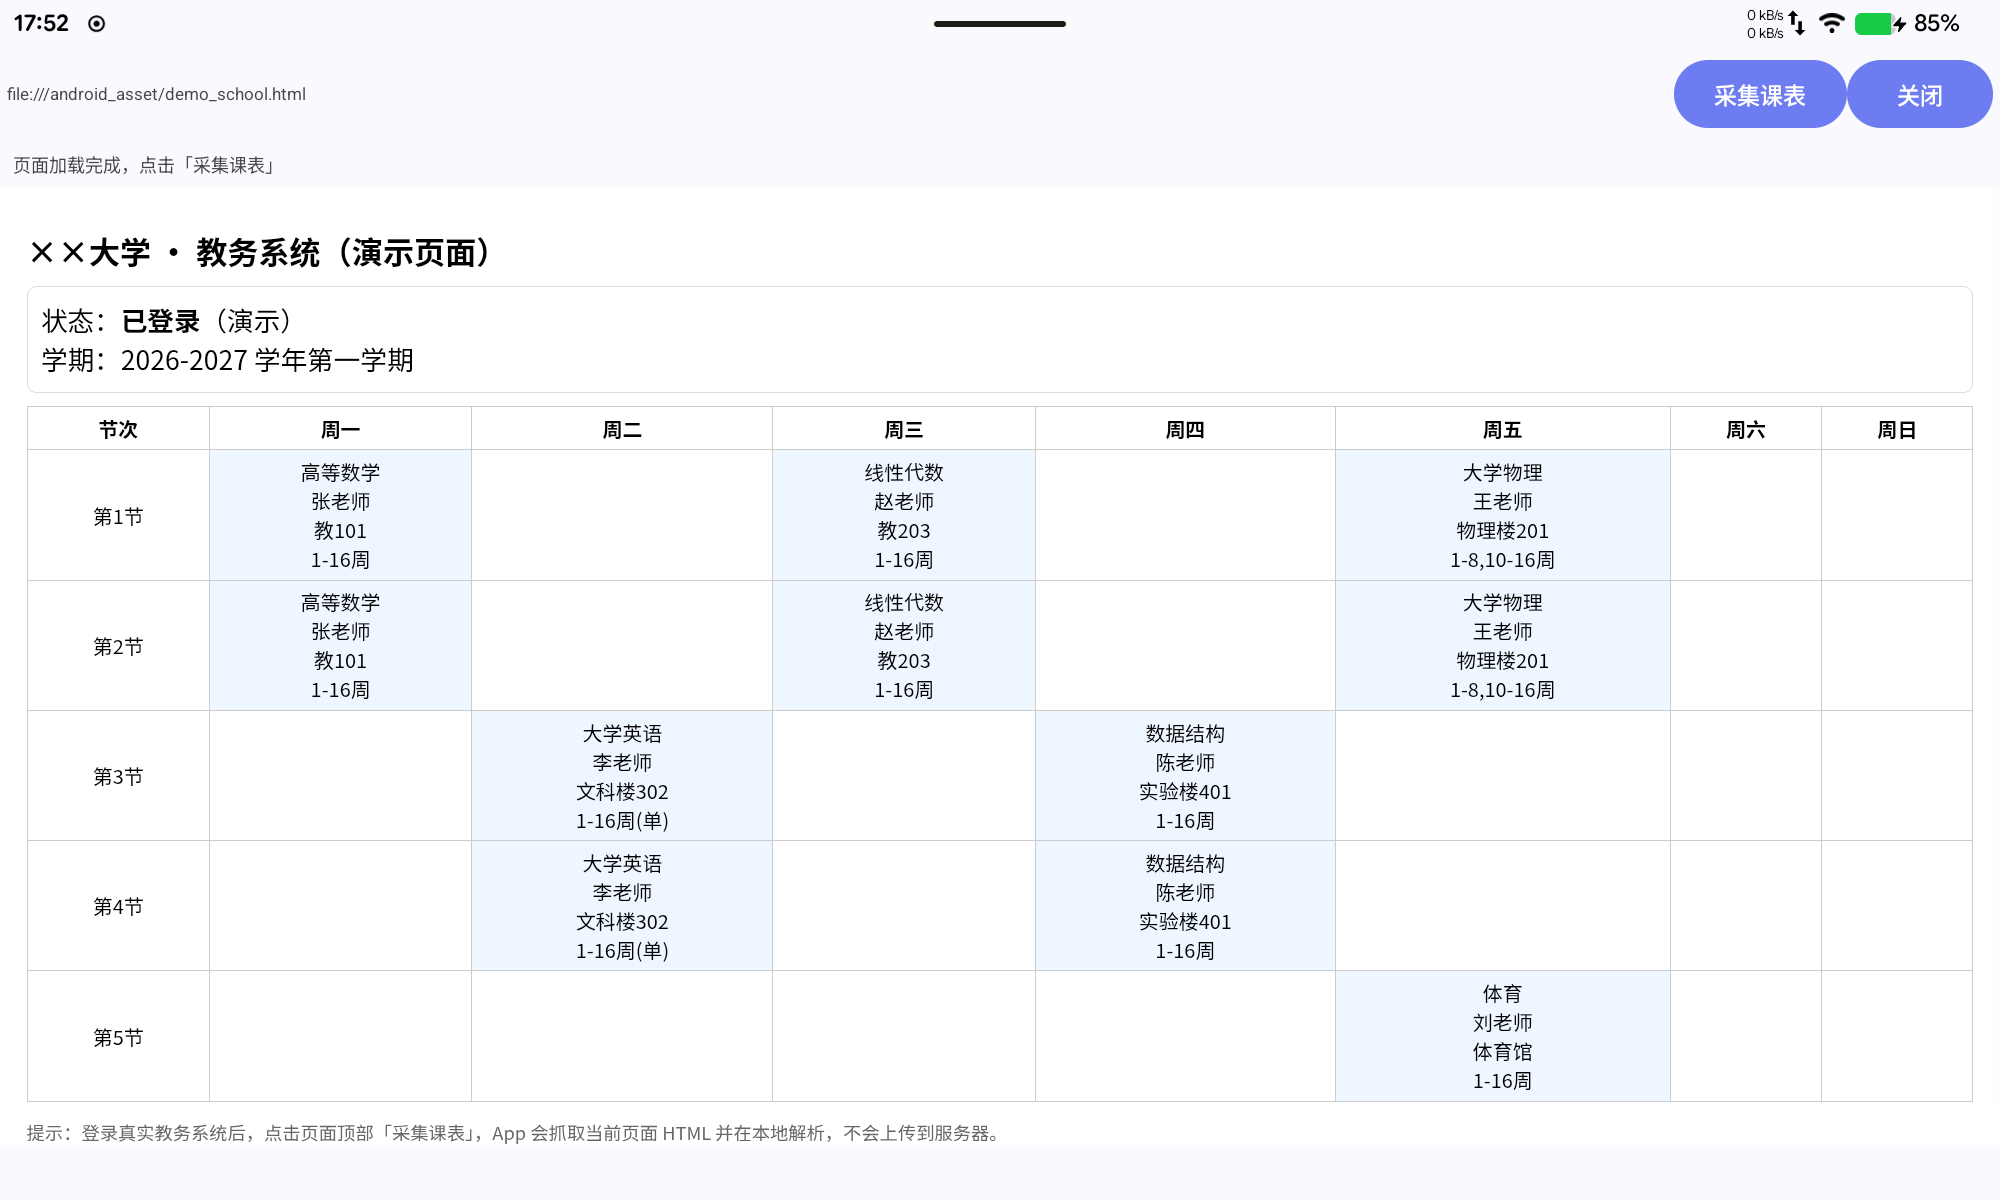 17:52
0 kB/s
0 kB/s
85%
file:///android_asset/demo_school.html
采集课表
关闭
页面加载完成，点击「采集课表」
××大学 · 教务系统（演示页面）
状态：已登录（演示）
学期：2026-2027 学年第一学期
节次 周一 周二 周三 周四 周五 周六 周日
第1节
高等数学
张老师
教101
1-16周
线性代数
赵老师
教203
1-16周
大学物理
王老师
物理楼201
1-8,10-16周
第2节
高等数学
张老师
教101
1-16周
线性代数
赵老师
教203
1-16周
大学物理
王老师
物理楼201
1-8,10-16周
第3节
大学英语
李老师
文科楼302
1-16周(单)
数据结构
陈老师
实验楼401
1-16周
第4节
大学英语
李老师
文科楼302
1-16周(单)
数据结构
陈老师
实验楼401
1-16周
第5节
体育
刘老师
体育馆
1-16周
提示：登录真实教务系统后，点击页面顶部「采集课表」，App 会抓取当前页面 HTML 并在本地解析，不会上传到服务器。